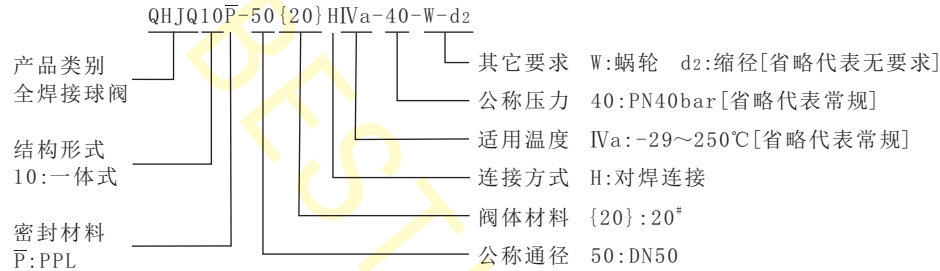 QHJQ10P̅-50{20}HⅣa-40-W-d2
产品类别
全焊接球阀
结构形式
10:一体式
密封材料
P̅:PPL
其它要求 W:蜗轮 d2:缩径[省略代表无要求]
公称压力 40:PN40bar[省略代表常规]
适用温度 Ⅳa:-29～250℃[省略代表常规]
连接方式 H:对焊连接
阀体材料 {20}:20#
公称通径 50:DN50
BEST